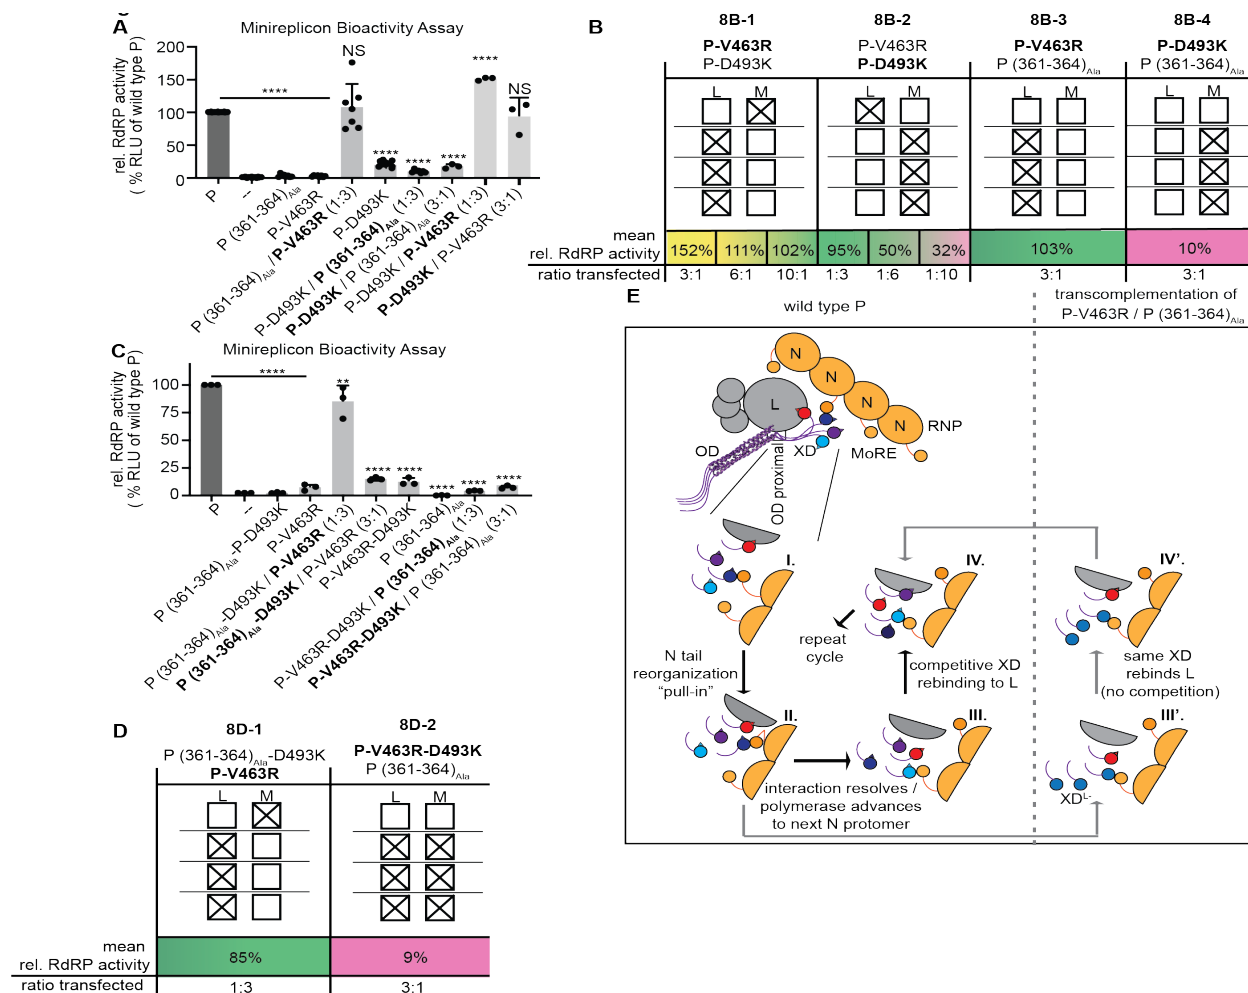 A
Minireplicon Bioactivity Assay
rel. RdRP activity
( % RLU of wild type P)
200
150
100
50
0
****
NS
****
****
****
****
NS
P
--
P (361-364)Ala
P-V463R
P (361-364)Ala / P-V463R (1:3)
P-D493K
P-D493K / P (361-364)Ala (1:3)
P-D493K / P (361-364)Ala (3:1)
P-D493K / P-V463R (1:3)
P-D493K / P-V463R (3:1)
B
8B-1
8B-2
8B-3
8B-4
P-V463R
P-D493K
P-V463R
P-D493K
P-V463R
P (361-364)Ala
P-D493K
P (361-364)Ala
L M
L M
L M
L M
mean
rel. RdRP activity
152% 111% 102% 95% 50% 32% 103% 10%
ratio transfected
3:1 6:1 10:1 1:3 1:6 1:10 3:1 3:1
C
Minireplicon Bioactivity Assay
rel. RdRP activity
( % RLU of wild type P)
100
75
50
25
0
****
**
****
****
****
****
****
P
--
P (361-364)Ala-P-D493K
P-V463R
P (361-364)Ala-D493K / P-V463R (1:3)
P (361-364)Ala-D493K / P-V463R (3:1)
P-V463R-D493K
P (361-364)Ala
P-V463R-D493K / P (361-364)Ala (1:3)
P-V463R-D493K / P (361-364)Ala (3:1)
D
8D-1
8D-2
P (361-364)Ala-D493K
P-V463R
P-V463R-D493K
P (361-364)Ala
L M
L M
mean
rel. RdRP activity
85% 9%
ratio transfected
1:3 3:1
E
wild type P
transcomplementation of
P-V463R / P (361-364)Ala
N
N
N
N
L
RNP
OD
XD
MoRE
OD proximal
I.
IV.
IV'.
N tail
reorganization
"pull-in"
repeat
cycle
competitive XD
rebinding to L
same XD
rebinds L
(no competition)
II.
III.
III'.
XDL-
interaction resolves /
polymerase advances
to next N protomer